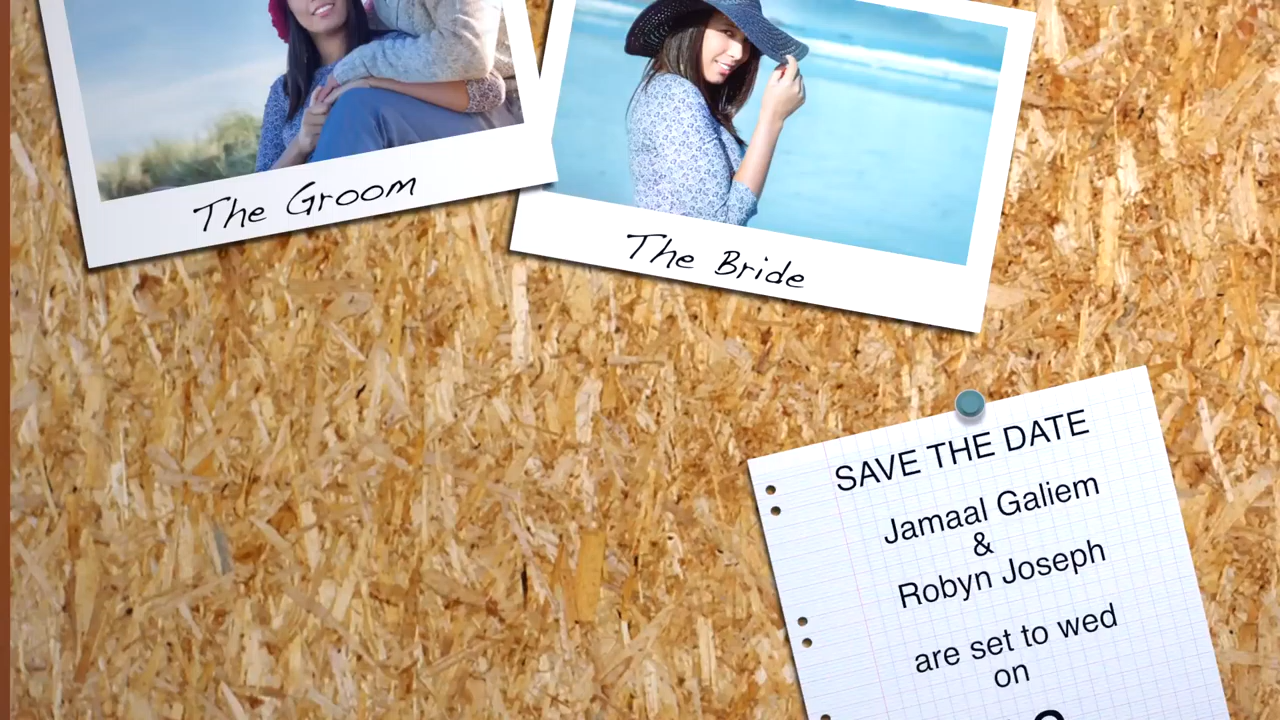 The Groom
The Bride
SAVE THE DATE
Jamaal Galiem
&
Robyn Joseph
are set to wed
on